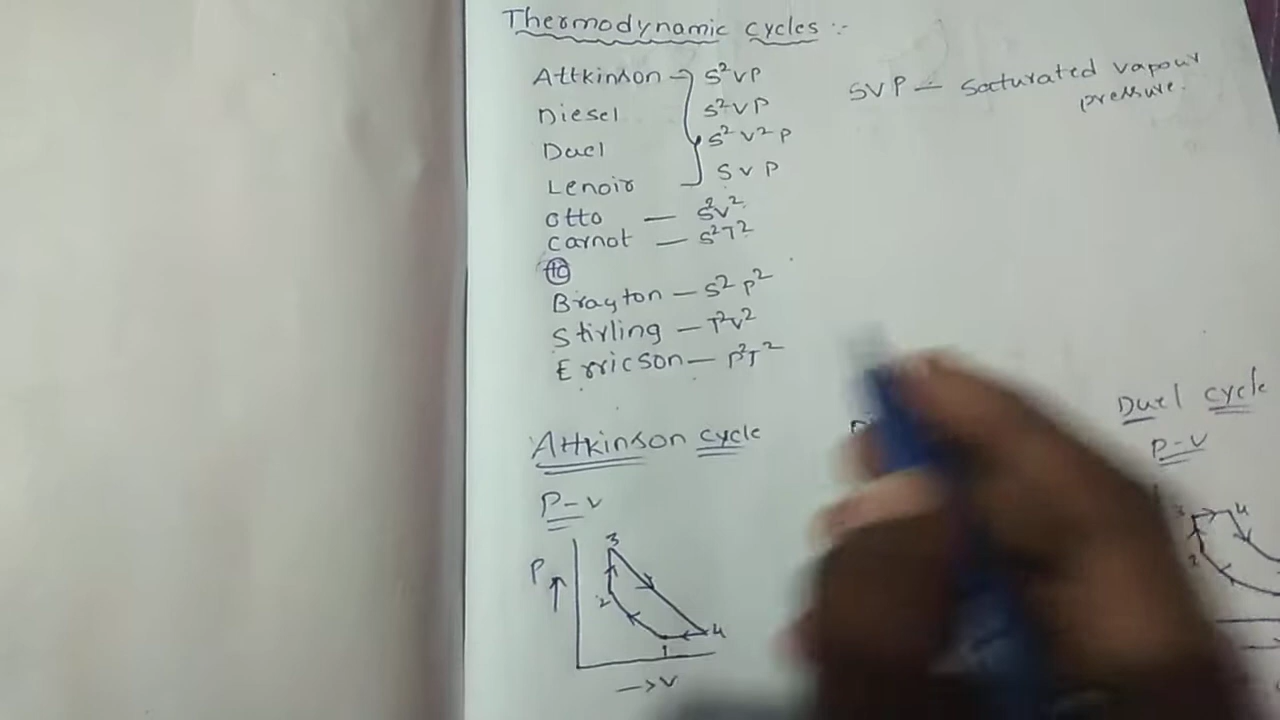 Thermodynamic cycles :-
Attkinson S²VP
Diesel S²VP
Duel S²V²P
Lenoir SVP
Otto — S²V²
Carnot — S²T²
Brayton — S²P²
Stirling — T²V²
Erricson — P²T²
SVP — Saturated vapour
pressure.
Attkinson cycle
P-V
P
3
2
4
1
→V
Duel cycle
P-V
3
4
2